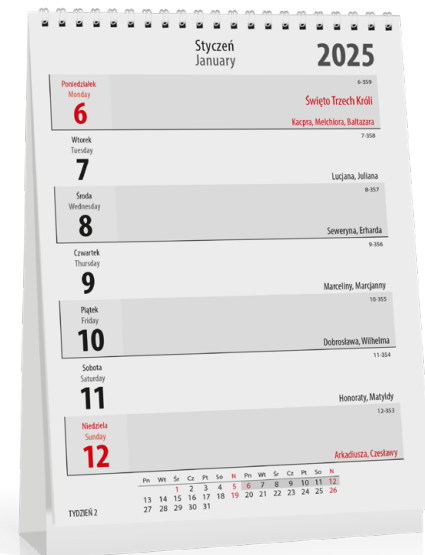 Styczeń
January
2025
Poniedziałek
Monday
6
6-359
Święto Trzech Króli
Kacpra, Melchiora, Baltazara
Wtorek
Tuesday
7
7-358
Lucjana, Juliana
Środa
Wednesday
8
8-357
Seweryna, Erharda
Czwartek
Thursday
9
9-356
Marceliny, Marcjanny
Piątek
Friday
10
10-355
Dobrosława, Wilhelma
Sobota
Saturday
11
11-354
Honoraty, Matyldy
Niedziela
Sunday
12
12-353
Arkadiusza, Czesławy
TYDZIEŃ 2
Pn Wt Śr Cz Pt So N Pn Wt Śr Cz Pt So N
1 2 3 4 5 6 7 8 9 10 11 12
13 14 15 16 17 18 19 20 21 22 23 24 25 26
27 28 29 30 31